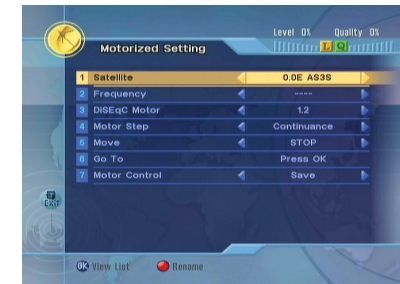 Level 0% Quality 0%
Motorized Setting
L Q
1 Satellite 0.0E AS3S
2 Frequency ----
3 DiSEqC Motor 1.2
4 Motor Step Continuance
5 Move STOP
6 Go To Press OK
7 Motor Control Save
Exit
OK View List Rename